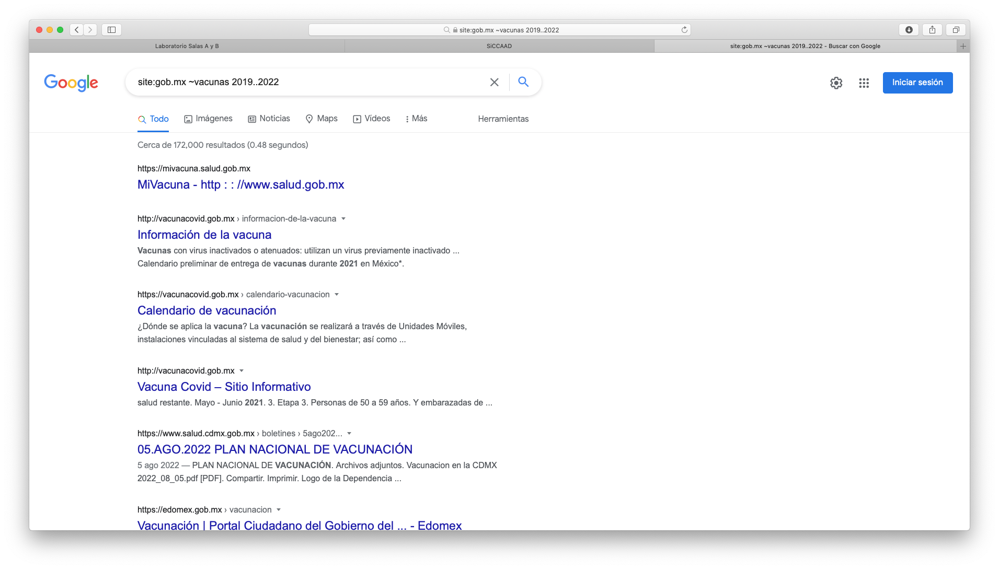 site:gob.mx ~vacunas 2019..2022
Laboratorio Salas A y B
SiCCAAD
site:gob.mx ~vacunas 2019..2022 - Buscar con Google
Google
site:gob.mx ~vacunas 2019..2022
Iniciar sesión
Todo
Imágenes
Noticias
Maps
Vídeos
Más
Herramientas
Cerca de 172,000 resultados (0.48 segundos)
https://mivacuna.salud.gob.mx
MiVacuna - http : : //www.salud.gob.mx
http://vacunacovid.gob.mx › informacion-de-la-vacuna
Información de la vacuna
Vacunas con virus inactivados o atenuados: utilizan un virus previamente inactivado ...
Calendario preliminar de entrega de vacunas durante 2021 en México*.
https://vacunacovid.gob.mx › calendario-vacunacion
Calendario de vacunación
¿Dónde se aplica la vacuna? La vacunación se realizará a través de Unidades Móviles,
instalaciones vinculadas al sistema de salud y del bienestar; así como ...
http://vacunacovid.gob.mx
Vacuna Covid – Sitio Informativo
salud restante. Mayo - Junio 2021. 3. Etapa 3. Personas de 50 a 59 años. Y embarazadas de ...
https://www.salud.cdmx.gob.mx › boletines › 5ago202...
05.AGO.2022 PLAN NACIONAL DE VACUNACIÓN
5 ago 2022 — PLAN NACIONAL DE VACUNACIÓN. Archivos adjuntos. Vacunacion en la CDMX
2022_08_05.pdf [PDF]. Compartir. Imprimir. Logo de la Dependencia ...
https://edomex.gob.mx › vacunacion
Vacunación | Portal Ciudadano del Gobierno del ... - Edomex